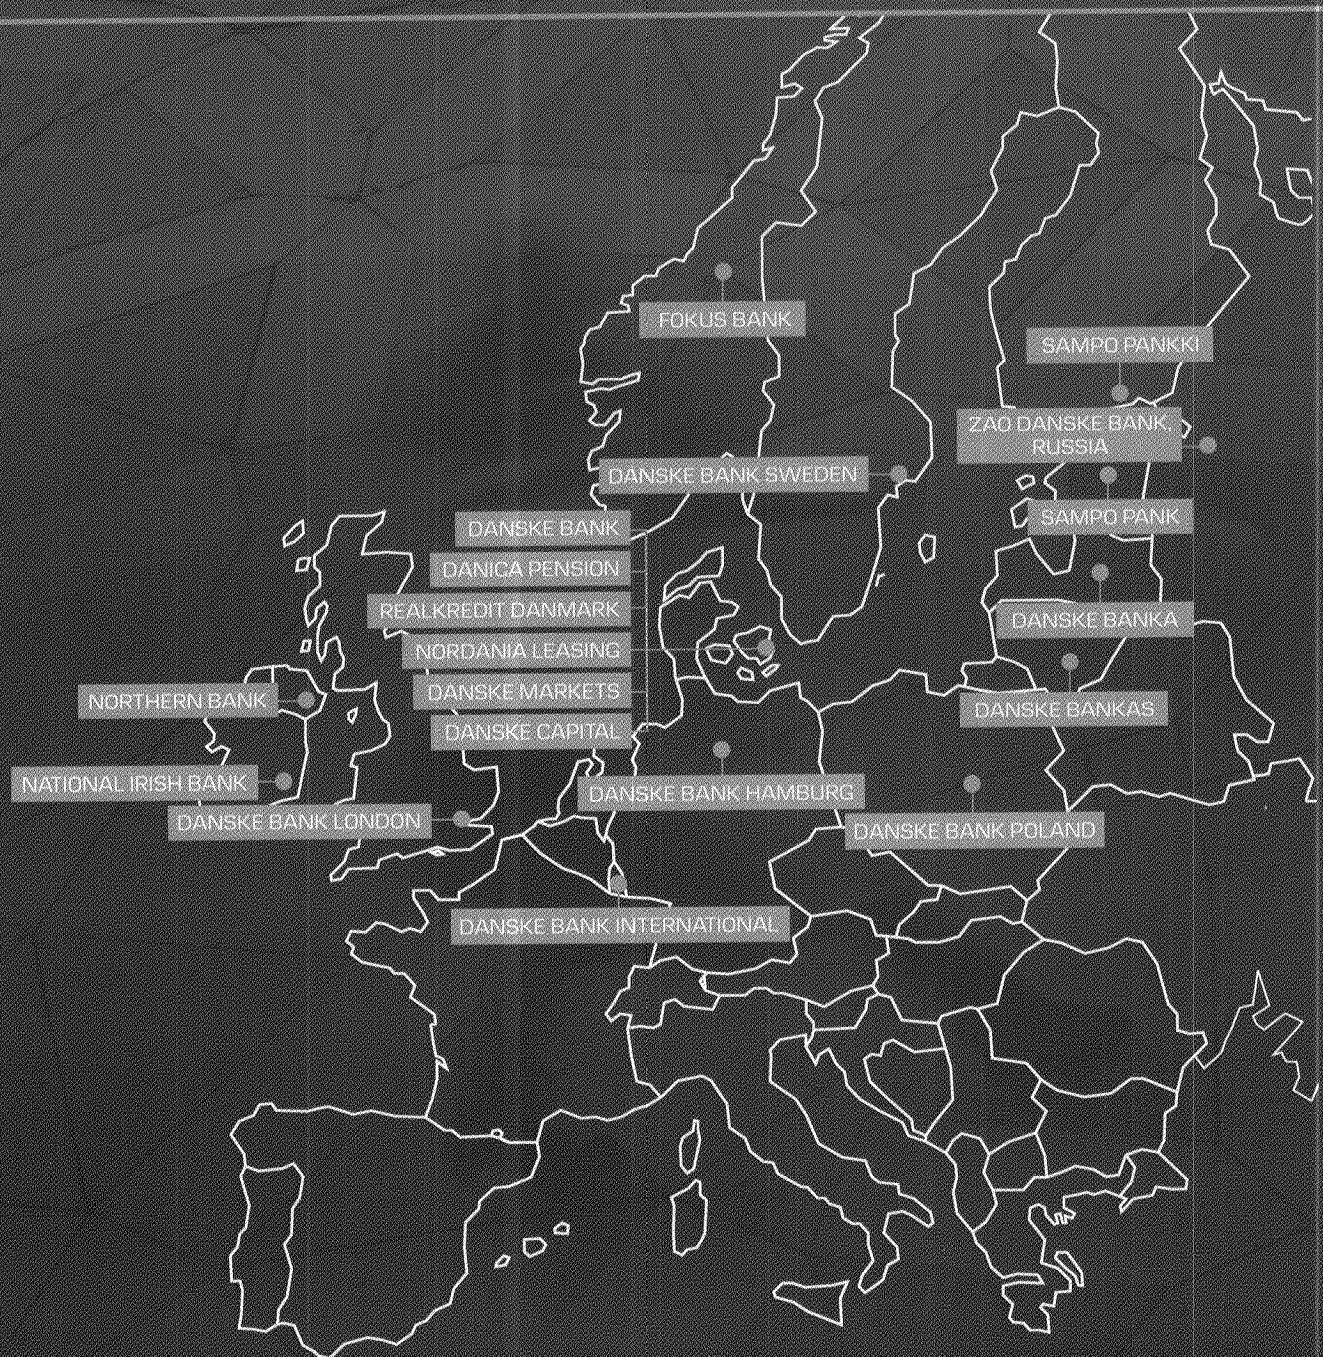 FOKUS BANK
SAMPO PANKKI
ZAO DANSKE BANK,
RUSSIA
DANSKE BANK SWEDEN
SAMPO PANK
DANSKE BANK
DANICA PENSION
REALKREDIT DANMARK
NORDANIA LEASING
DANSKE MARKETS
DANSKE CAPITAL
DANSKE BANKA
DANSKE BANKAS
NORTHERN BANK
NATIONAL IRISH BANK
DANSKE BANK LONDON
DANSKE BANK HAMBURG
DANSKE BANK POLAND
DANSKE BANK INTERNATIONAL